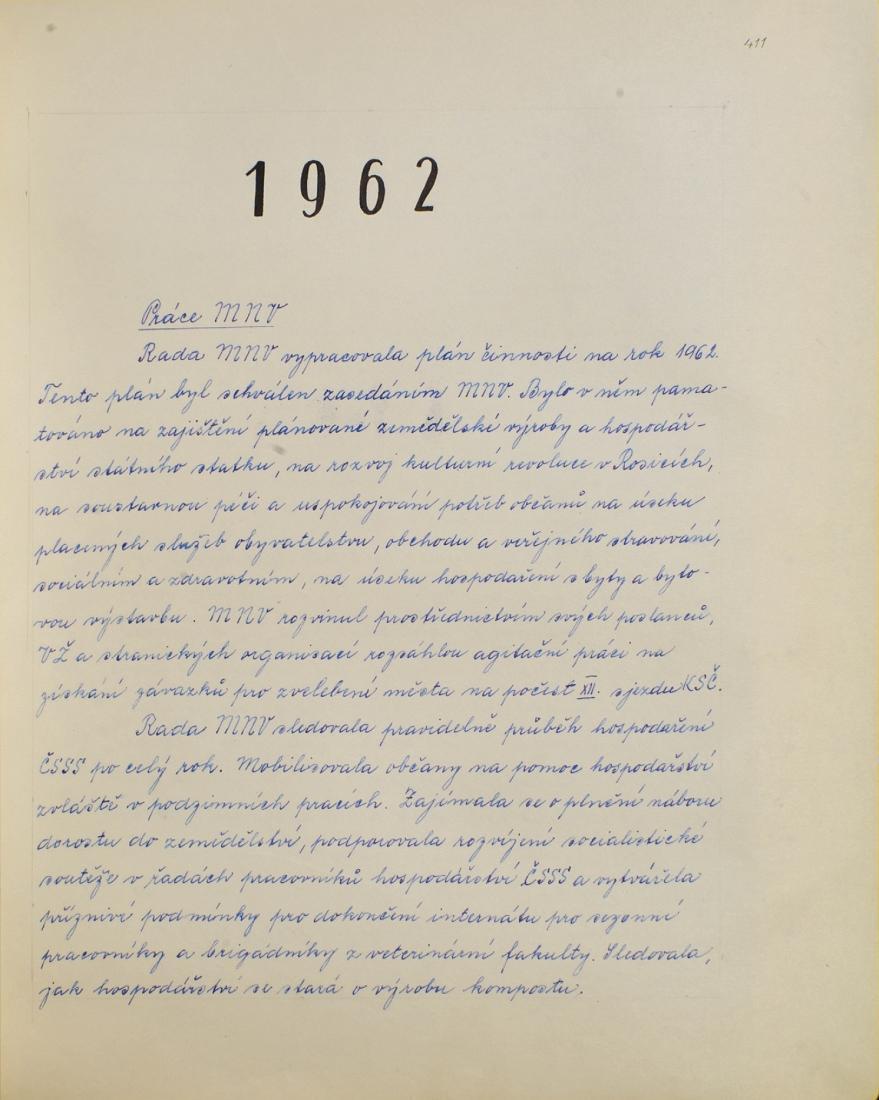 411
1962
Práce MNV
Rada MNV vypracovala plán činnosti na rok 1962.
Tento plán byl schválen zasedáním MNV. Bylo v něm pama-
továno na zajištění plánované zemědělské výroby a hospodář-
ství státního statku, na rozvoj kulturní revoluce v Rosicích,
na soustavnou péči a uspokojování potřeb občanů na úseku
placených služeb obyvatelstvu, obchodu a veřejného stravování,
sociálním a zdravotním, na úseku hospodaření s byty a byto-
vou výstavbu. MNV rozvinul prostřednictvím svých poslanců,
VŽ a stranických organisací rozsáhlou agitační práci na
získání závazků pro zvelebení města na počest XII. sjezdu KSČ.
Rada MNV sledovala pravidelně průběh hospodaření
ČSSS po celý rok. Mobilisovala občany na pomoc hospodářství
zvláště v podzimních pracích. Zajímala se o plnění náboru
dorostu do zemědělství, podporovala rozvíjení socialistické
soutěže v řadách pracovníků hospodářství ČSSS a vytvářela
příznivé podmínky pro dokončení internátu pro sezonní
pracovníky a brigádníky z veterinární fakulty. Sledovala,
jak hospodářství se stará o výrobu kompostu.